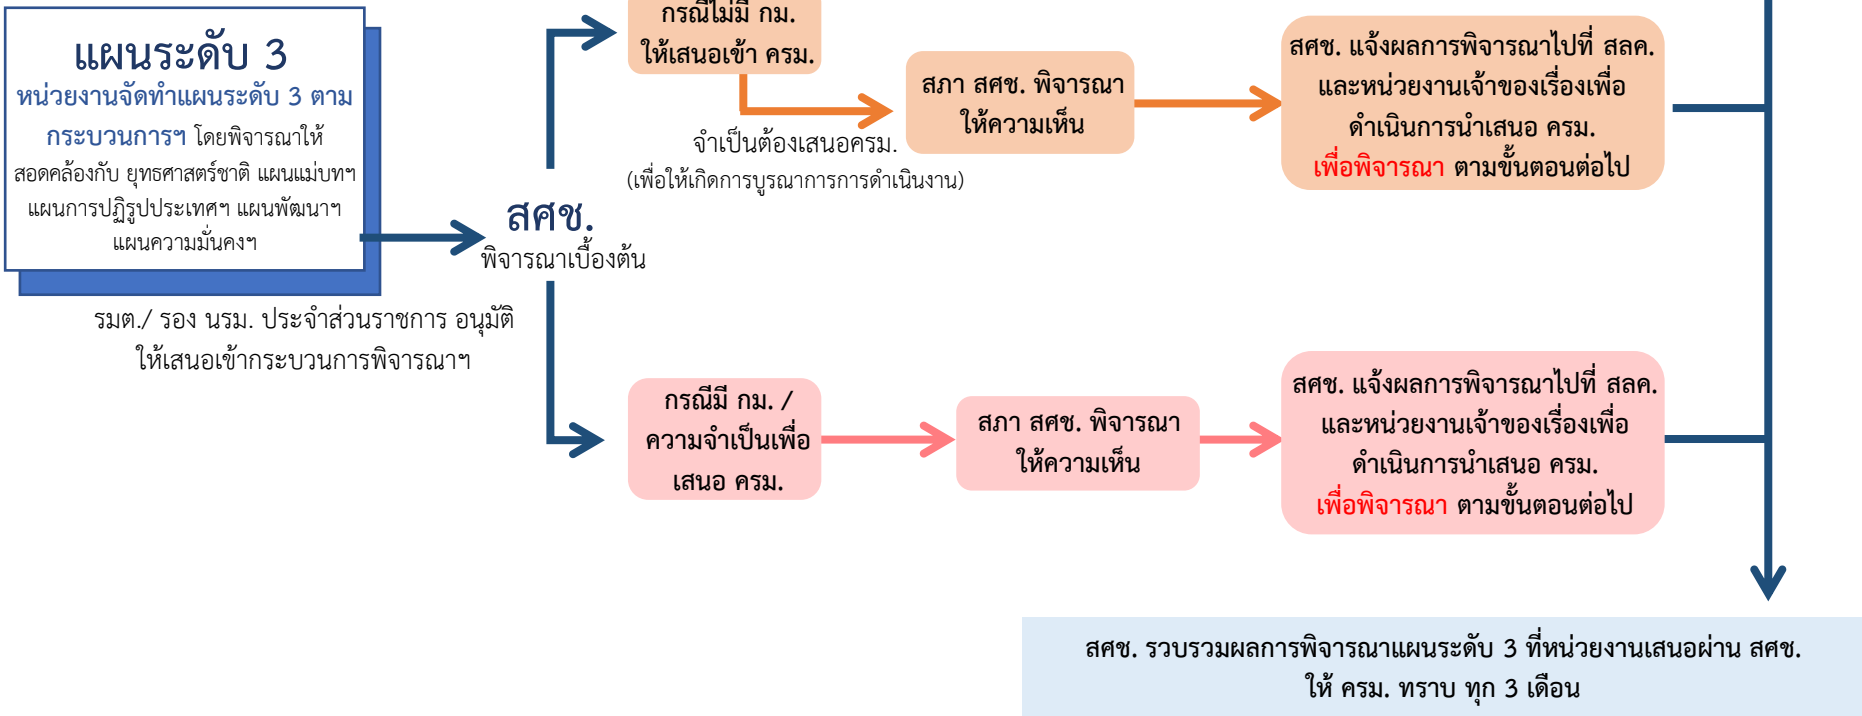 แผนระดับ 3
หน่วยงานจัดทำแผนระดับ 3 ตาม
กระบวนการฯ โดยพิจารณาให้
สอดคล้องกับ ยุทธศาสตร์ชาติ แผนแม่บทฯ
แผนการปฏิรูปประเทศฯ แผนพัฒนาฯ
แผนความมั่นคงฯ
รมต./ รอง นรม. ประจำส่วนราชการ อนุมัติ
ให้เสนอเข้ากระบวนการพิจารณาฯ
สศช.
พิจารณาเบื้องต้น
กรณีไม่มี กม.
ให้เสนอเข้า ครม.
จำเป็นต้องเสนอครม.
(เพื่อให้เกิดการบูรณาการการดำเนินงาน)
สภา สศช. พิจารณา
ให้ความเห็น
สศช. แจ้งผลการพิจารณาไปที่ สลค.
และหน่วยงานเจ้าของเรื่องเพื่อ
ดำเนินการนำเสนอ ครม.
เพื่อพิจารณา ตามขั้นตอนต่อไป
กรณีมี กม. /
ความจำเป็นเพื่อ
เสนอ ครม.
สภา สศช. พิจารณา
ให้ความเห็น
สศช. แจ้งผลการพิจารณาไปที่ สลค.
และหน่วยงานเจ้าของเรื่องเพื่อ
ดำเนินการนำเสนอ ครม.
เพื่อพิจารณา ตามขั้นตอนต่อไป
สศช. รวบรวมผลการพิจารณาแผนระดับ 3 ที่หน่วยงานเสนอผ่าน สศช.
ให้ ครม. ทราบ ทุก 3 เดือน